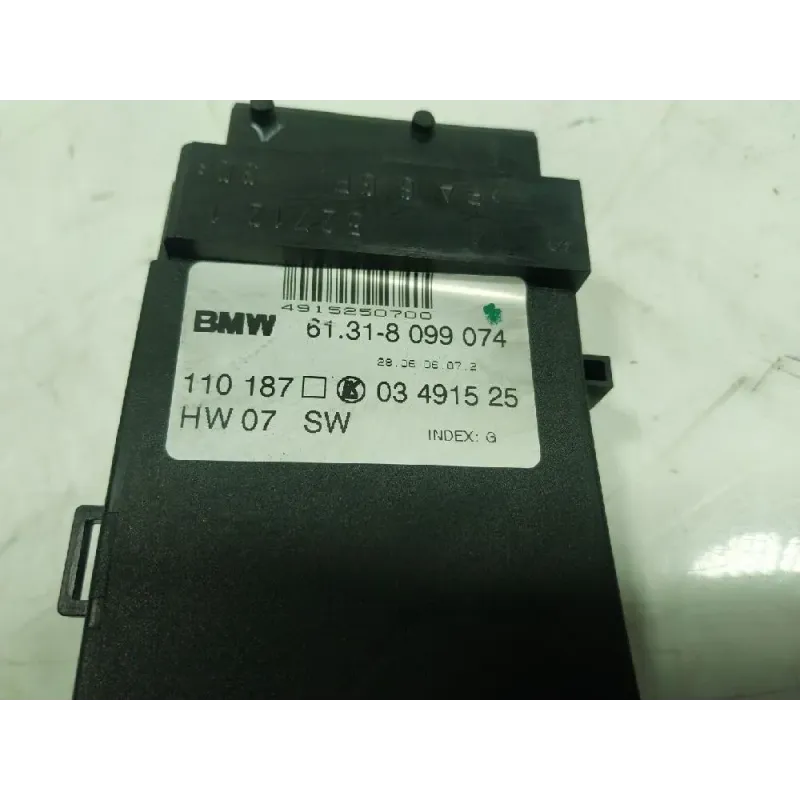 4915250700
BMW 61.31-8 099 074
28.06.06.07.2
110 187 K 03 4915 25
HW 07 SW
INDEX: G